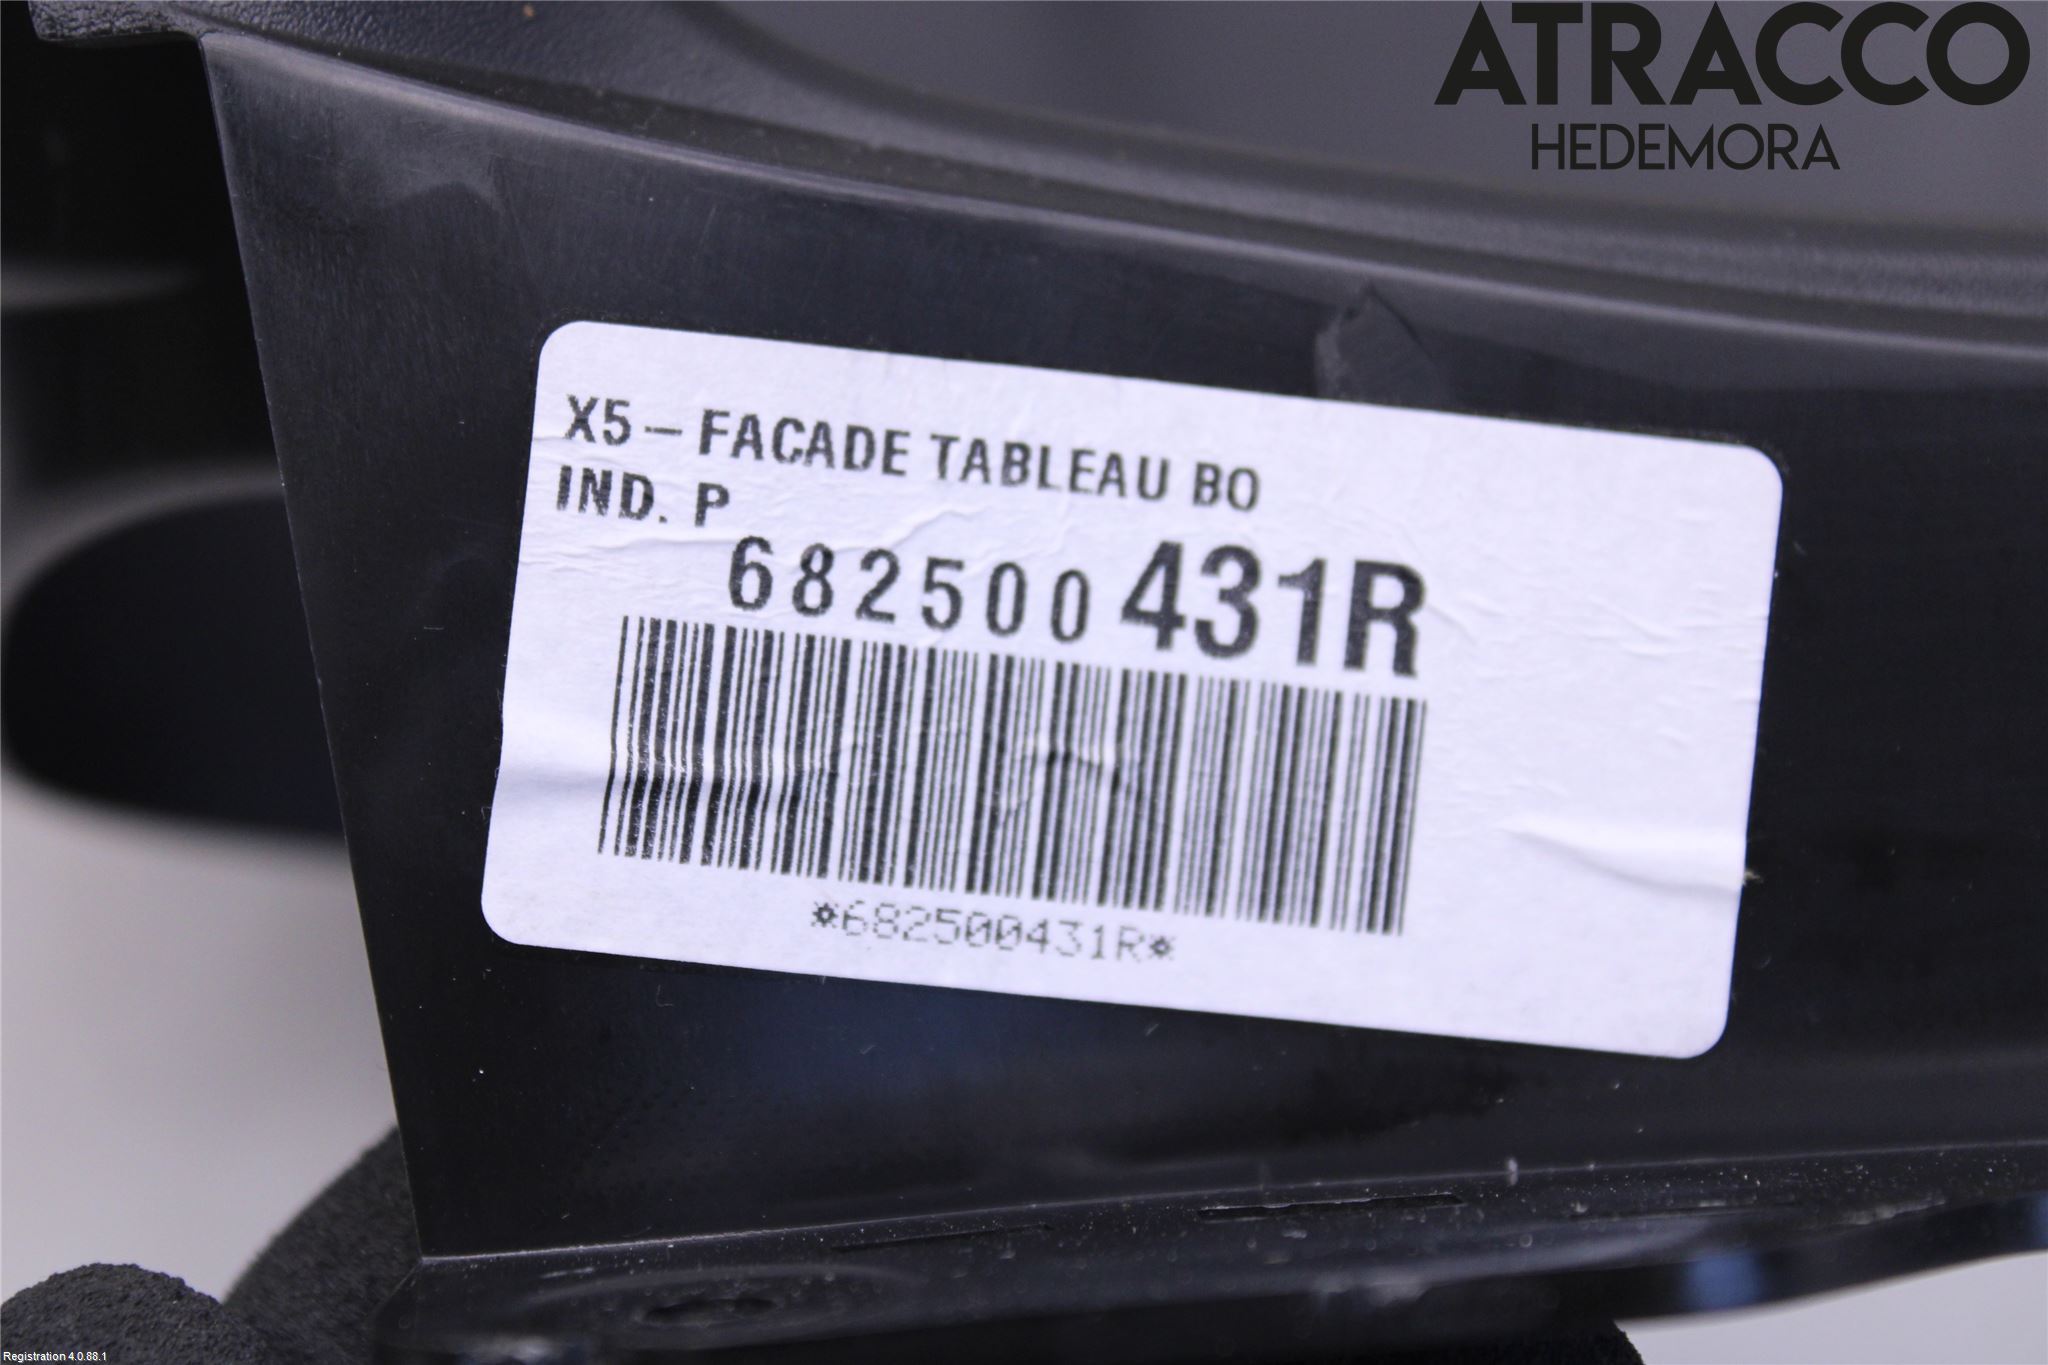 ATRACCO
HEDEMORA
X5 – FACADE TABLEAU BO
IND. P
682500431R
*682500431R*
Registration 4.0.88.1